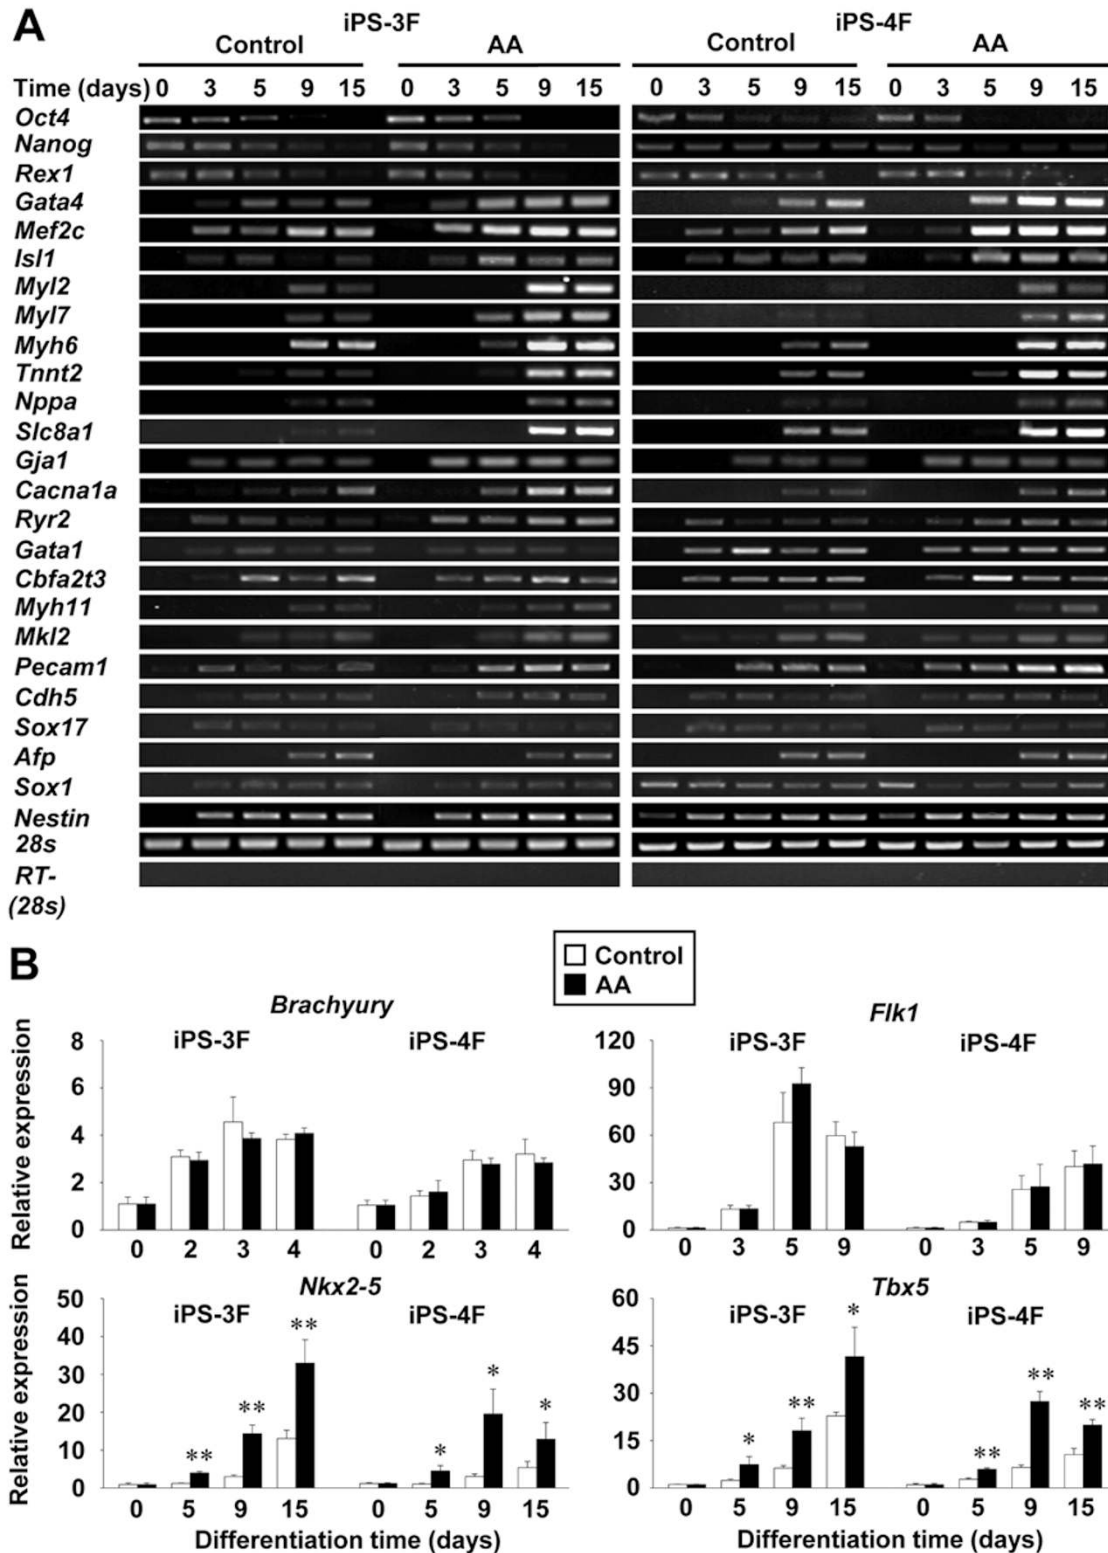 A
iPS-3F iPS-4F
Control AA Control AA
Time (days) 0 3 5 9 15 0 3 5 9 15 0 3 5 9 15 0 3 5 9 15
Oct4
Nanog
Rex1
Gata4
Mef2c
Isl1
Myl2
Myl7
Myh6
Tnnt2
Nppa
Slc8a1
Gja1
Cacna1a
Ryr2
Gata1
Cbfa2t3
Myh11
Mkl2
Pecam1
Cdh5
Sox17
Afp
Sox1
Nestin
28s
RT-
(28s)
B
Control
AA
Brachyury
iPS-3F iPS-4F
Relative expression
8
6
4
2
0
0 2 3 4 0 2 3 4
Flk1
iPS-3F iPS-4F
120
90
60
30
0
0 3 5 9 0 3 5 9
Nkx2-5
iPS-3F iPS-4F
Relative expression
50
40
30
20
10
0
** ** ** * * *
0 5 9 15 0 5 9 15
Differentiation time (days)
Tbx5
iPS-3F iPS-4F
60
45
30
15
0
* ** * ** ** **
0 5 9 15 0 5 9 15
Differentiation time (days)